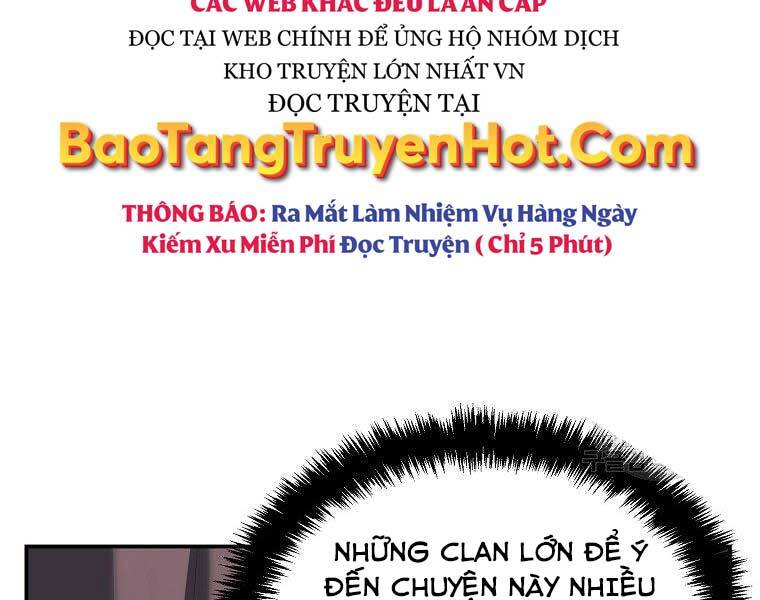 CÁC WEB KHÁC ĐỀU LÀ ĂN CẮP
ĐỌC TẠI WEB CHÍNH ĐỂ ỦNG HỘ NHÓM DỊCH
KHO TRUYỆN LỚN NHẤT VN
ĐỌC TRUYỆN TẠI
BaoTangTruyenHot.Com
THÔNG BÁO: Ra Mắt Làm Nhiệm Vụ Hàng Ngày
Kiếm Xu Miễn Phí Đọc Truyện ( Chỉ 5 Phút)
NHỮNG CLAN LỚN ĐỂ Ý
ĐẾN CHUYỆN NÀY NHIỀU